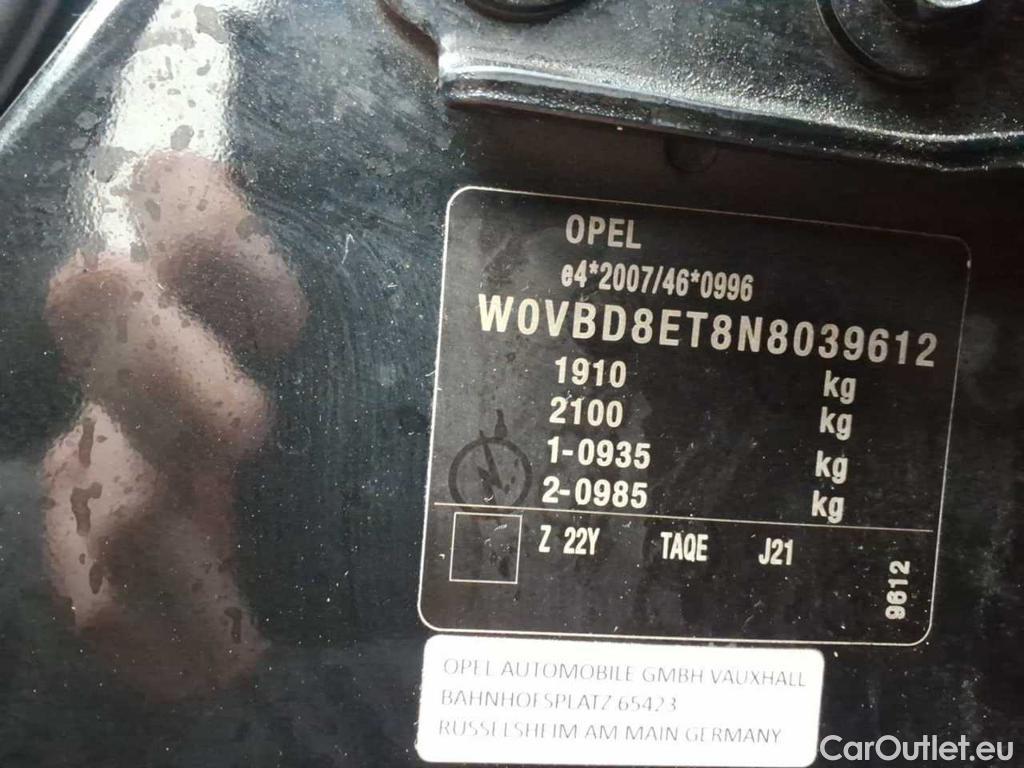 OPEL
e4*2007/46*0996
W0VBD8ET8N8039612
1910 kg
2100 kg
1-0935 kg
2-0985 kg
Z 22Y TAQE J21
9612
OPEL AUTOMOBILE GMBH VAUXHALL
BAHNHOFSPLATZ 65423
RUSSELSHEIM AM MAIN GERMANY
CarOutlet.eu